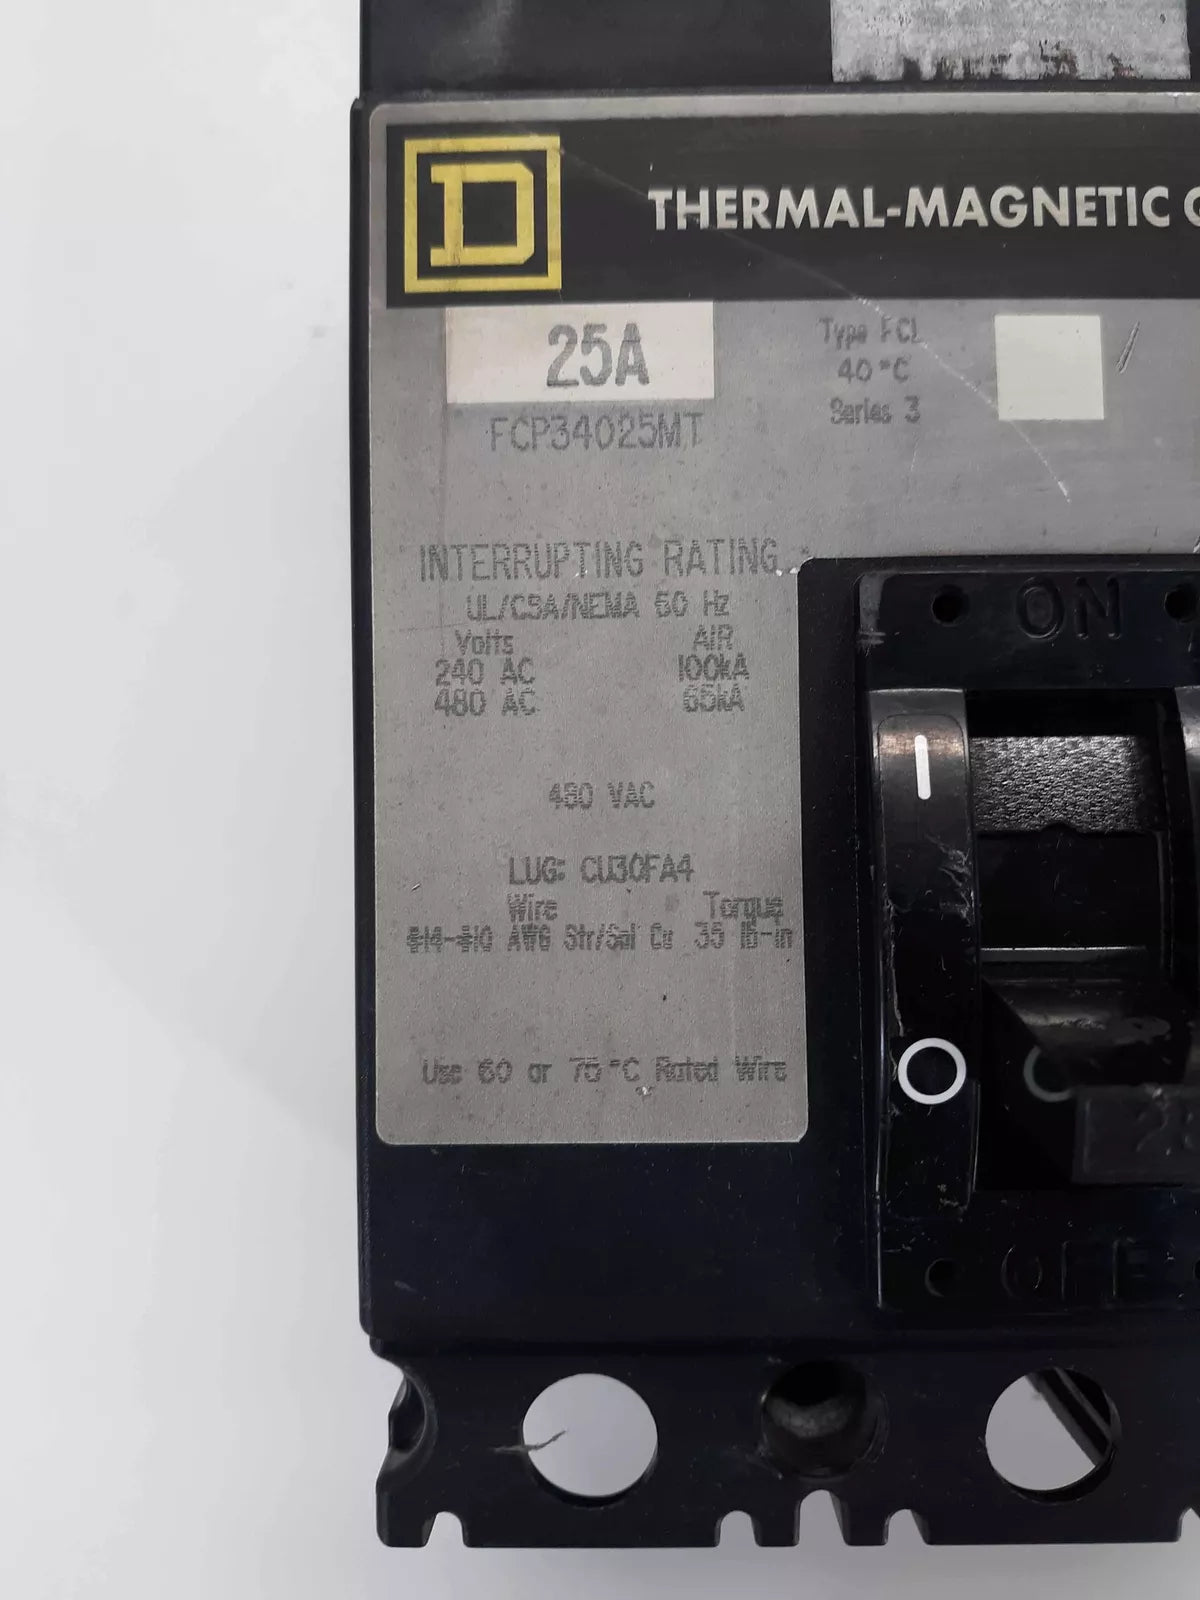 D
THERMAL-MAGNETIC
25A
Type FCL
40°C
Series 3
FCP34025MT
INTERRUPTING RATING
UL/CSA/NEMA 60 Hz
Volts AIR
240 AC 100kA
480 AC 65kA
480 VAC
LUG: CU30FA4
Wire Torque
#14-#10 AWG Str/Sol Cu 35 lb-in
Use 60 or 75°C Rated Wire
ON
I
O
OFF